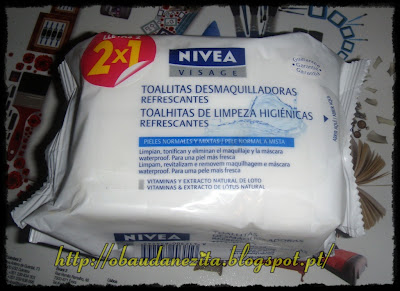 2x1
NIVEA
VISAGE
TOALLITAS DESMAQUILLADORAS
REFRESCANTES
TOALHITAS DE LIMPEZA HIGIÉNICAS
REFRESCANTES
PIELES NORMALES Y MIXTAS / PELE NORMAL A MISTA
Limpian, tonifican y eliminan el maquillaje y la máscara
waterproof. Para una piel más fresca
Limpam, revitalizam e removem maquilhagem e máscara
waterproof. Para uma pele mais fresca
VITAMINAS Y EXTRACTO NATURAL DE LOTO
VITAMINAS & EXTRACTO DE LÓTUS NATURAL
NIVEA
http://obaudanezita.blogspot.pt/